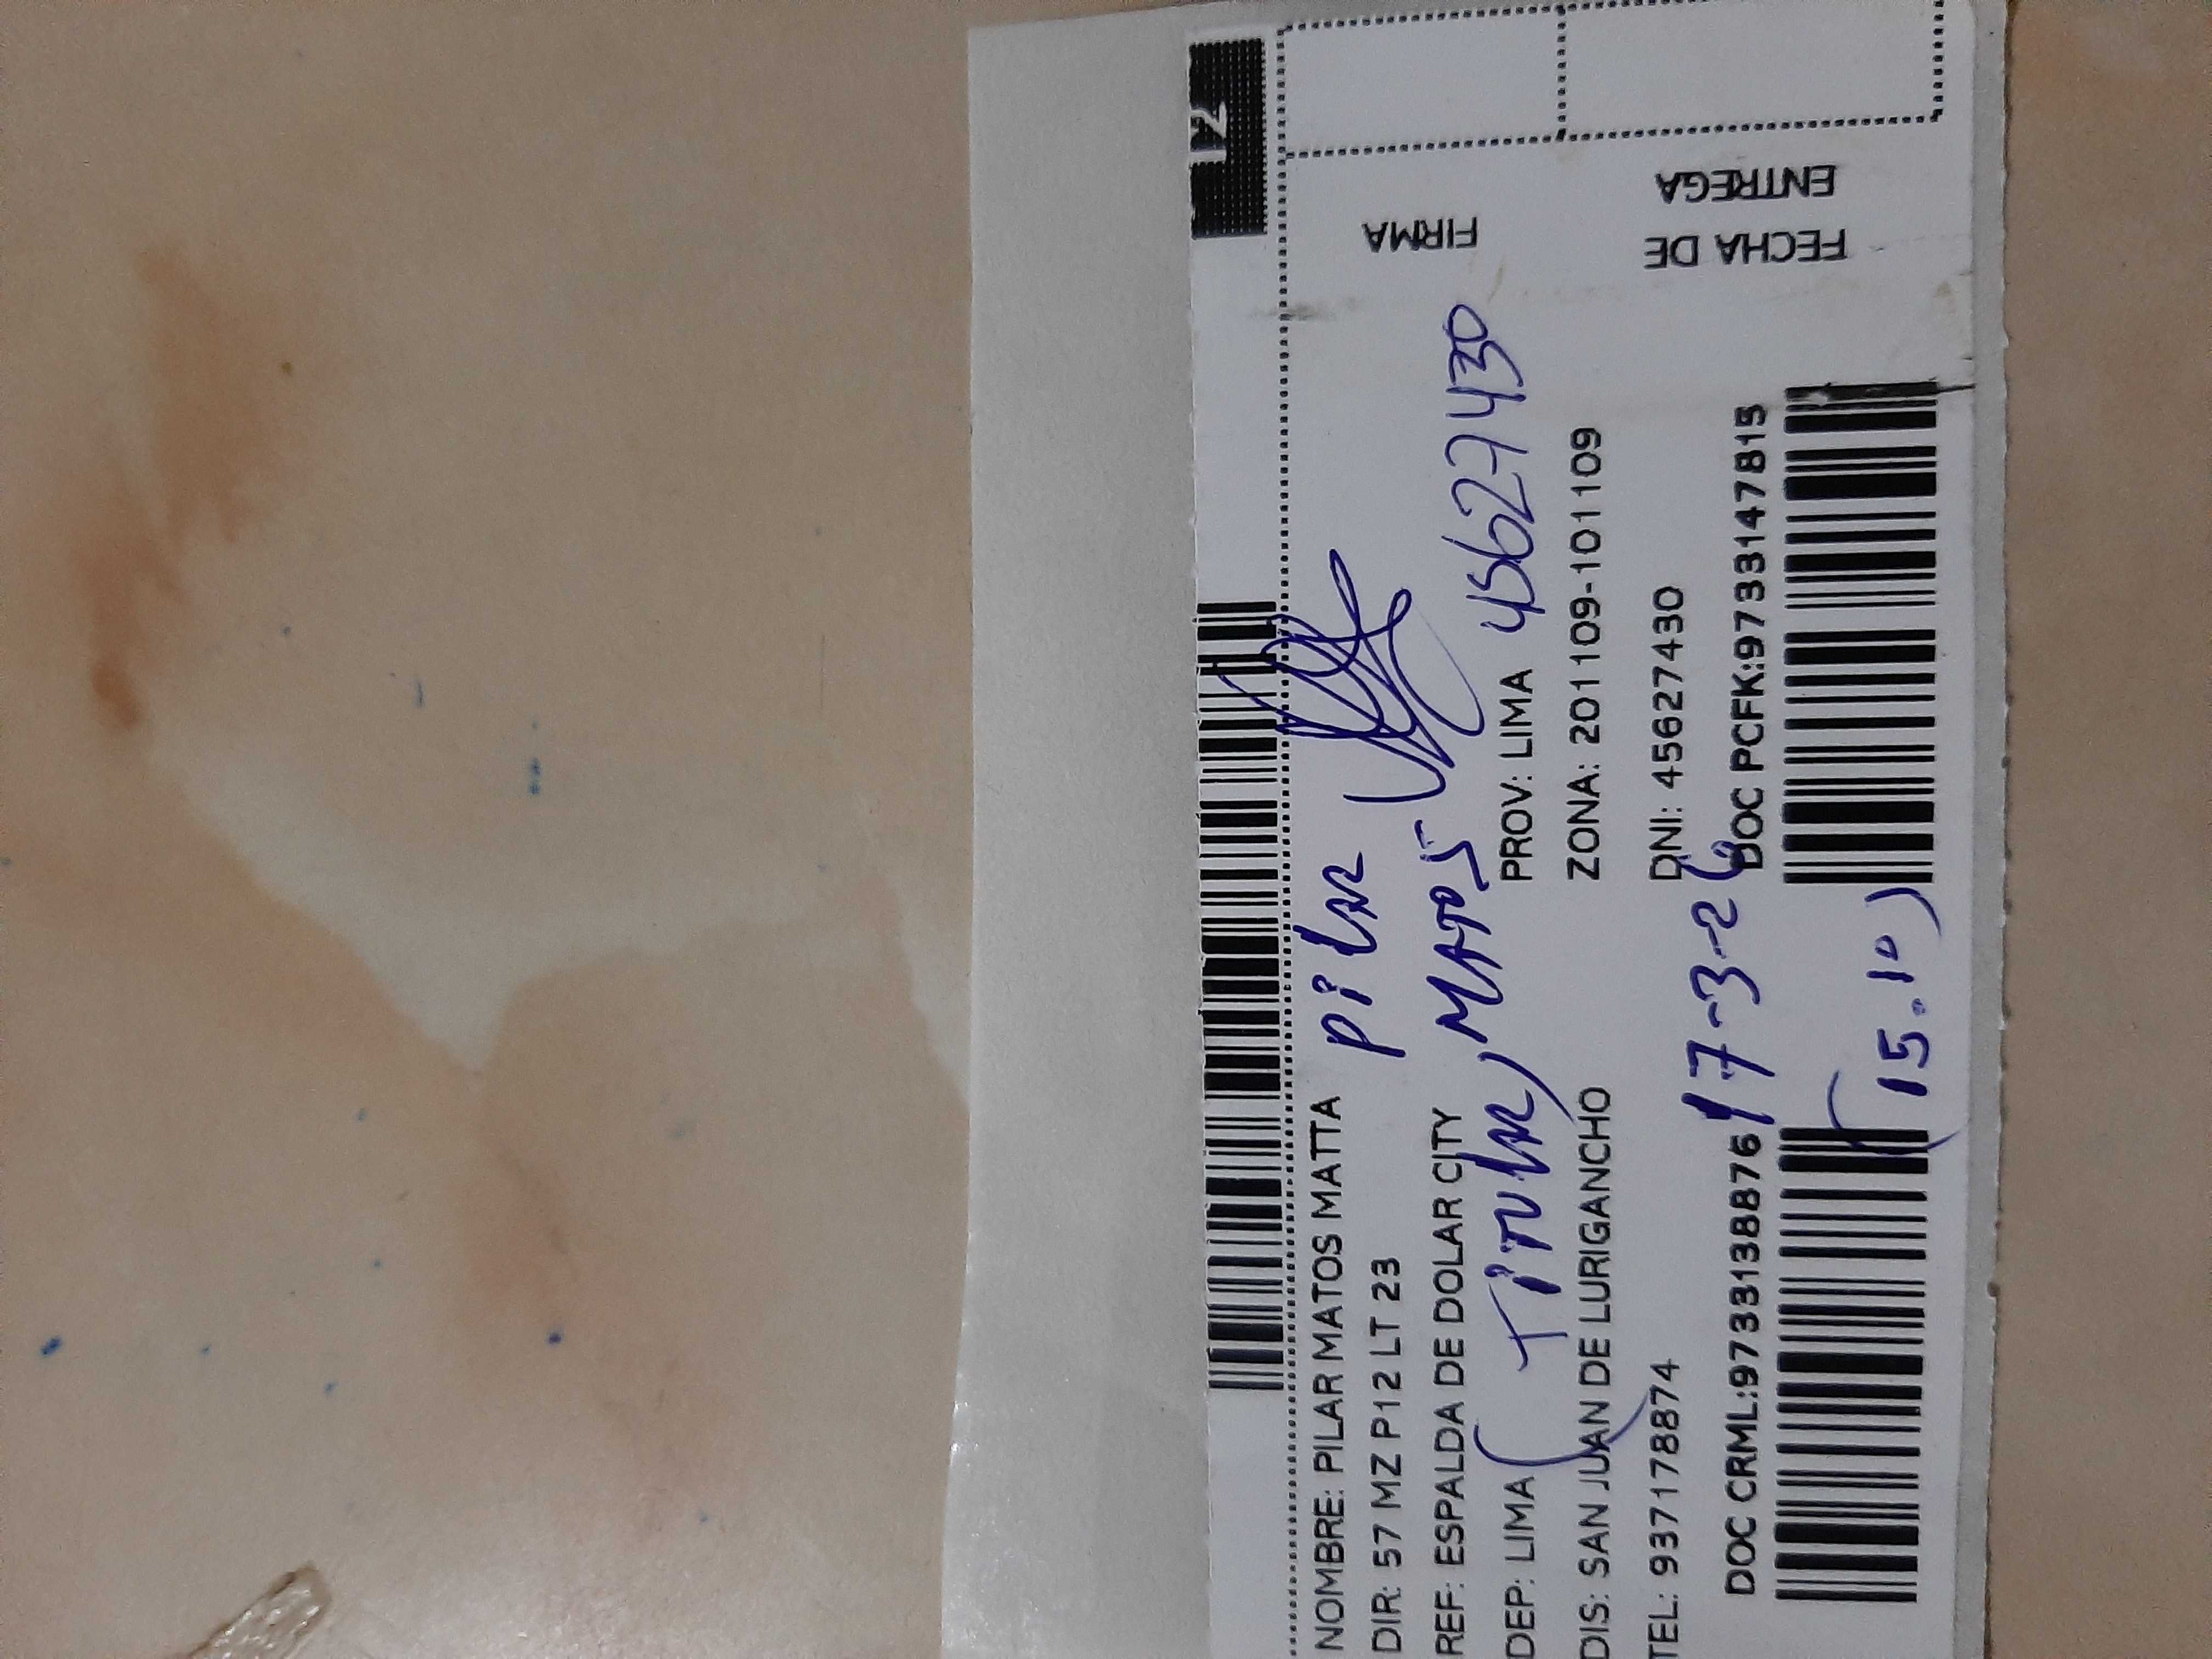 NOMBRE: PILAR MATOS MATTA
pilar
DIR: 57 MZ P12 LT 23
REF: ESPALDA DE DOLAR CITY
MATOS
45627430
DEP: LIMA
PROV: LIMA
(Titular)
DIS: SAN JUAN DE LURIGANCHO
ZONA: 201109-101109
TEL: 937178874
DNI: 45627430
17-3-26
DOC CRML:973313138876
DOC PCFK:973314147815
(15.10)
FIRMA
FECHA DE
ENTREGA